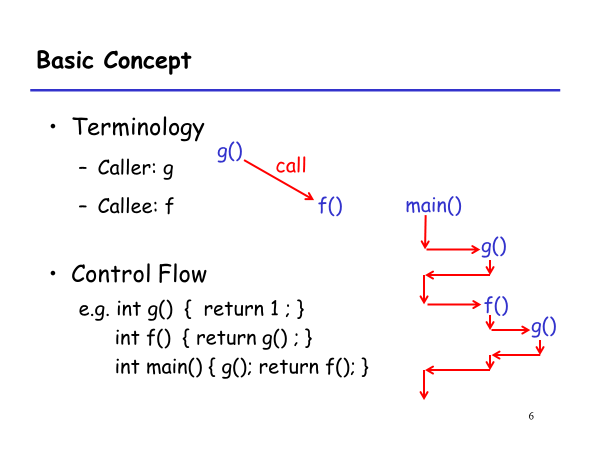 Basic Concept
• Terminology
– Caller: g
– Callee: f
g()
call
f()
• Control Flow
e.g. int g() { return 1 ; }
int f() { return g() ; }
int main() { g(); return f(); }
main()
g()
f()
g()
6